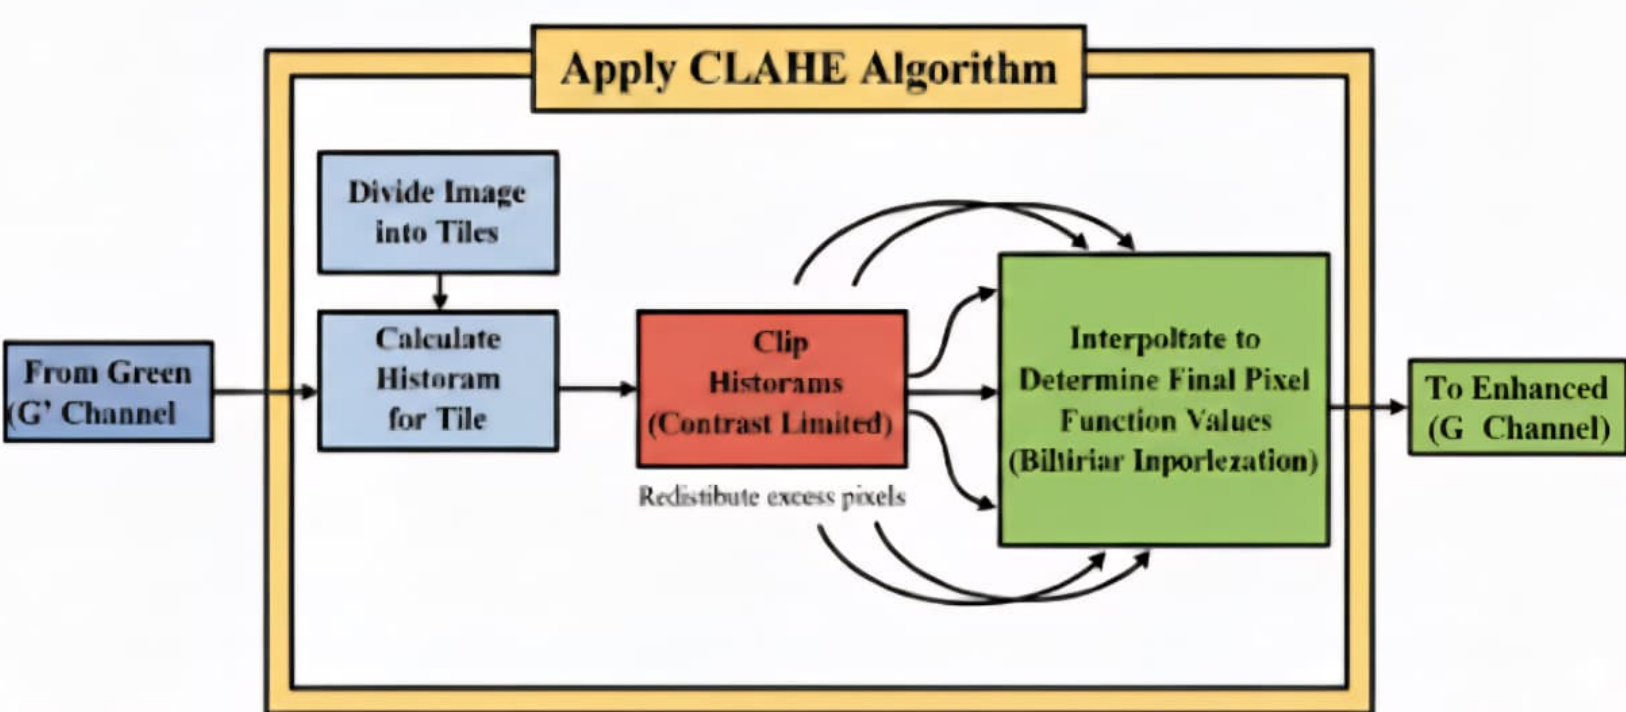 Apply CLAHE Algorithm
Divide Image
into Tiles
From Green
(G' Channel
Calculate
Historam
for Tile
Clip
Historams
(Contrast Limited)
Redistibute excess pixels
Interpoltate to
Determine Final Pixel
Function Values
(Biltiriar Inporlezation)
To Enhanced
(G Channel)